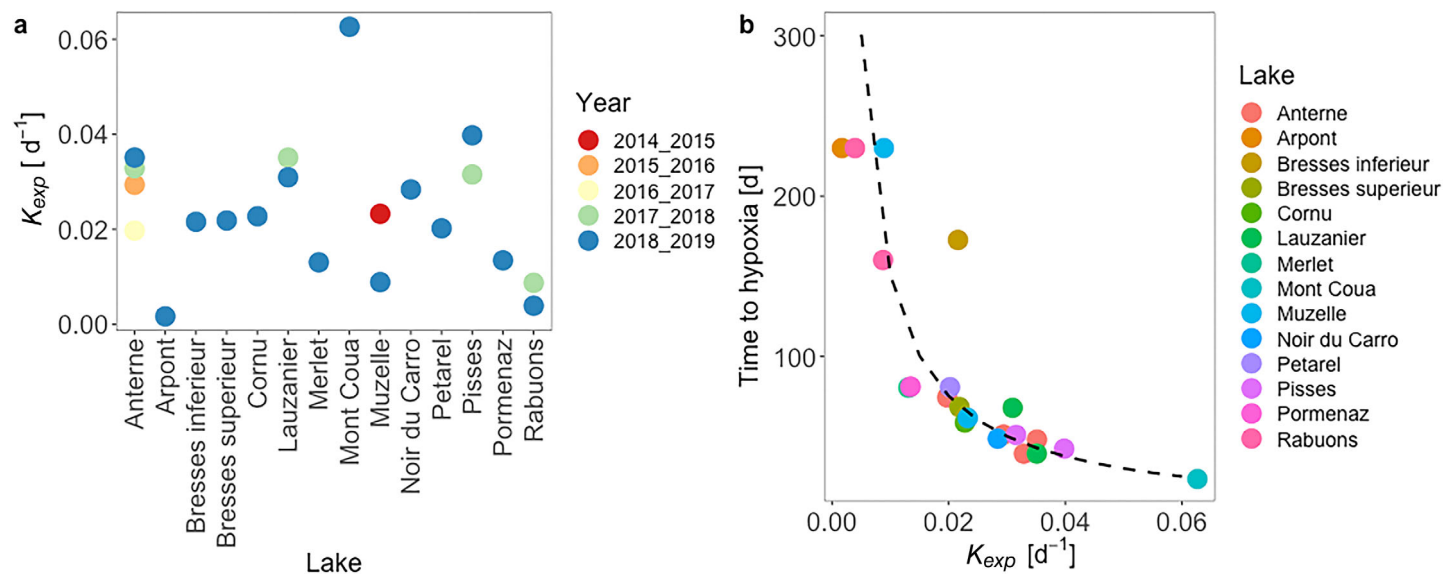 a
K_exp [ d⁻¹]
0.06
0.04
0.02
0.00
Anterne
Arpont
Bresses inferieur
Bresses superieur
Cornu
Lauzanier
Merlet
Mont Coua
Muzelle
Noir du Carro
Petarel
Pisses
Pormenaz
Rabuons
Lake
Year
2014_2015
2015_2016
2016_2017
2017_2018
2018_2019
b
Time to hypoxia [d]
300
200
100
0.00 0.02 0.04 0.06
K_exp [d⁻¹]
Lake
Anterne
Arpont
Bresses inferieur
Bresses superieur
Cornu
Lauzanier
Merlet
Mont Coua
Muzelle
Noir du Carro
Petarel
Pisses
Pormenaz
Rabuons